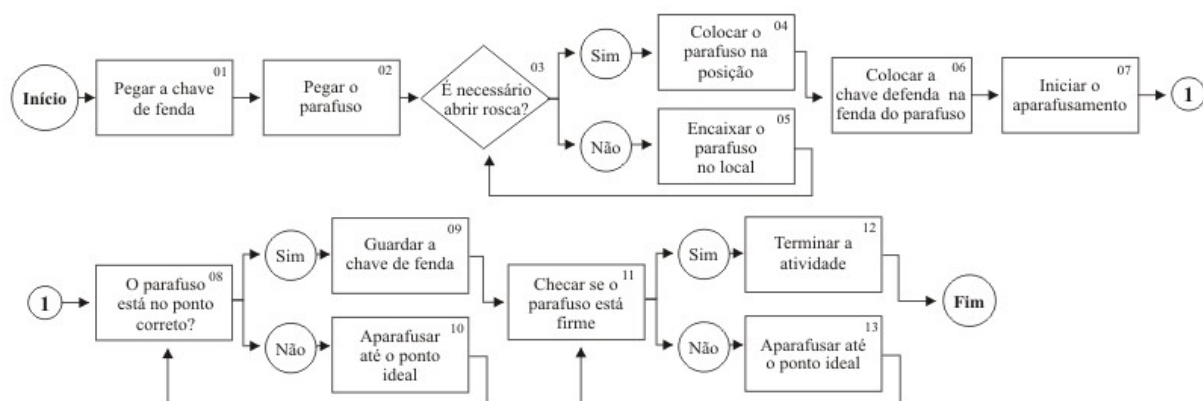 Início
01
Pegar a chave
de fenda
02
Pegar o
parafuso
03
É necessário
abrir rosca?
Sim
04
Colocar o
parafuso na
posição
Não
05
Encaixar o
parafuso
no local
06
Colocar a
chave defenda na
fenda do parafuso
07
Iniciar o
aparafusamento
1
1
08
O parafuso
está no ponto
correto?
Sim
09
Guardar a
chave de fenda
Não
10
Aparafusar
até o ponto
ideal
11
Checar se o
parafuso está
firme
Sim
12
Terminar a
atividade
Não
13
Aparafusar até
o ponto ideal
Fim